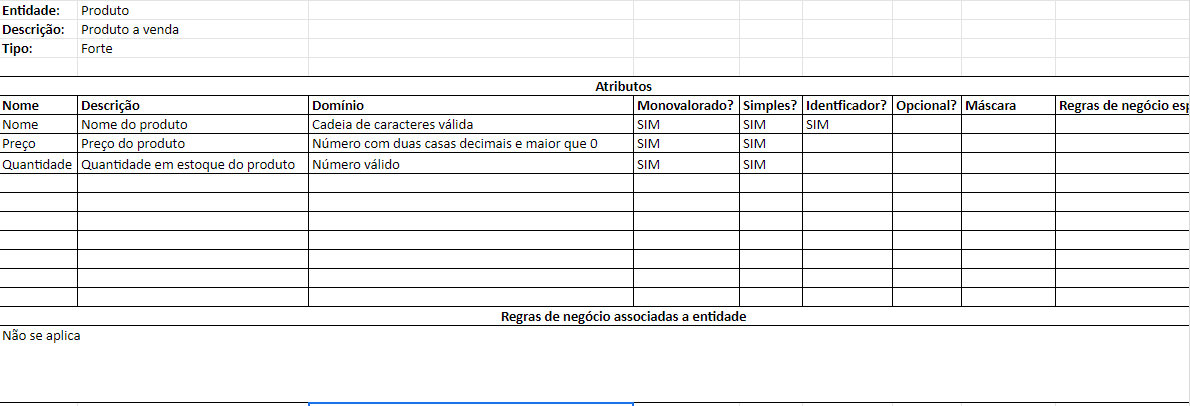 Entidade: Produto
Descrição: Produto a venda
Tipo: Forte
Atributos
Nome Descrição Domínio Monovalorado? Simples? Identficador? Opcional? Máscara Regras de negócio esp
Nome Nome do produto Cadeia de caracteres válida SIM SIM SIM
Preço Preço do produto Número com duas casas decimais e maior que 0 SIM SIM
Quantidade Quantidade em estoque do produto Número válido SIM SIM
Regras de negócio associadas a entidade
Não se aplica